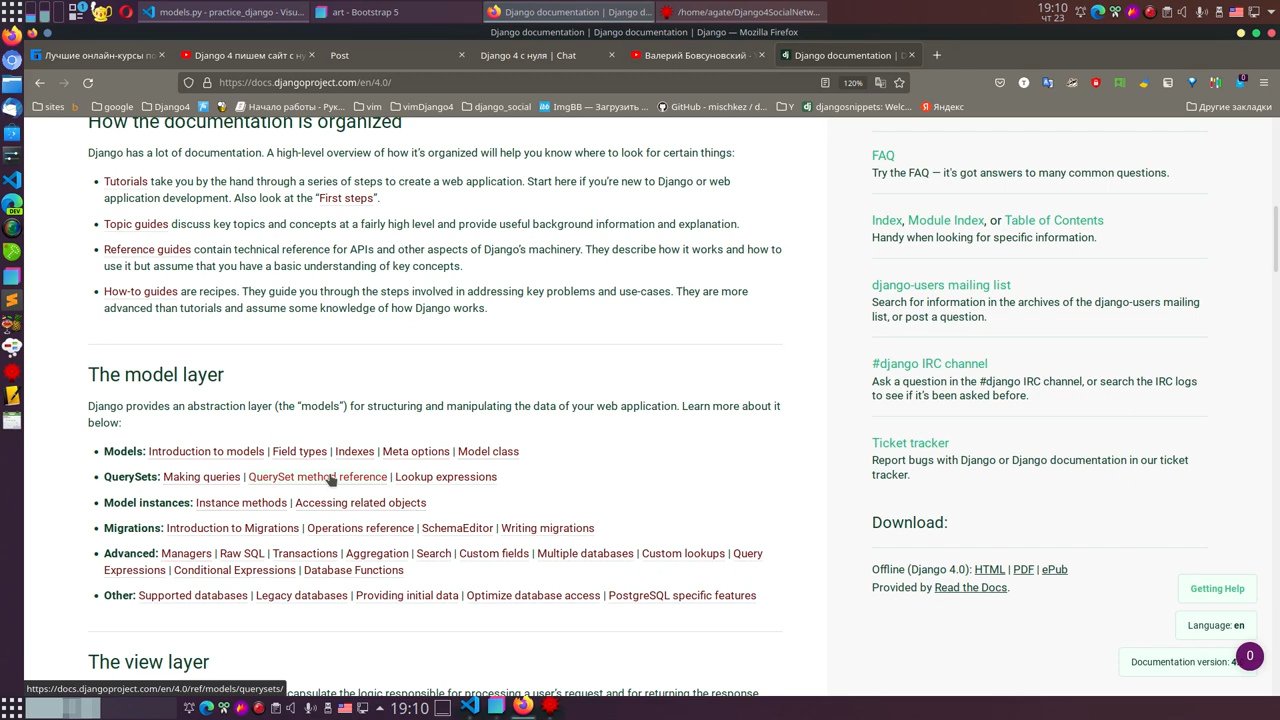 models.py - practice_django - Visu...
art - Bootstrap 5
Django documentation | Django d...
/home/agate/Django4SocialNetw...
19:10
ЧТ 23
Django documentation | Django documentation | Django — Mozilla Firefox
Лучшие онлайн-курсы п
Django 4 пишем сайт с ну
Post
Django 4 с нуля | Chat
Валерий Бовсуновский -
Django documentation | D
https://docs.djangoproject.com/en/4.0/
120%
sites
google
Django4
Начало работы - Рук...
vim
vimDjango4
django_social
ImgBB — Загрузить ...
GitHub - mischkez / do...
Y
djangosnippets: Welc...
Яндекс
Другие закладки
How the documentation is organized
Django has a lot of documentation. A high-level overview of how it's organized will help you know where to look for certain things:
• Tutorials take you by the hand through a series of steps to create a web application. Start here if you're new to Django or web
application development. Also look at the “First steps”.
• Topic guides discuss key topics and concepts at a fairly high level and provide useful background information and explanation.
• Reference guides contain technical reference for APIs and other aspects of Django's machinery. They describe how it works and how to
use it but assume that you have a basic understanding of key concepts.
• How-to guides are recipes. They guide you through the steps involved in addressing key problems and use-cases. They are more
advanced than tutorials and assume some knowledge of how Django works.
The model layer
Django provides an abstraction layer (the “models”) for structuring and manipulating the data of your web application. Learn more about it
below:
• Models: Introduction to models | Field types | Indexes | Meta options | Model class
• QuerySets: Making queries | QuerySet method reference | Lookup expressions
• Model instances: Instance methods | Accessing related objects
• Migrations: Introduction to Migrations | Operations reference | SchemaEditor | Writing migrations
• Advanced: Managers | Raw SQL | Transactions | Aggregation | Search | Custom fields | Multiple databases | Custom lookups | Query
Expressions | Conditional Expressions | Database Functions
• Other: Supported databases | Legacy databases | Providing initial data | Optimize database access | PostgreSQL specific features
The view layer
capsulate the logic responsible for processing a user's request and for returning the response.
FAQ
Try the FAQ — it's got answers to many common questions.
Index, Module Index, or Table of Contents
Handy when looking for specific information.
django-users mailing list
Search for information in the archives of the django-users mailing
list, or post a question.
#django IRC channel
Ask a question in the #django IRC channel, or search the IRC logs
to see if it's been asked before.
Ticket tracker
Report bugs with Django or Django documentation in our ticket
tracker.
Download:
Offline (Django 4.0): HTML | PDF | ePub
Provided by Read the Docs.
Getting Help
Language: en
Documentation version: 4
0
https://docs.djangoproject.com/en/4.0/ref/models/querysets/
19:10